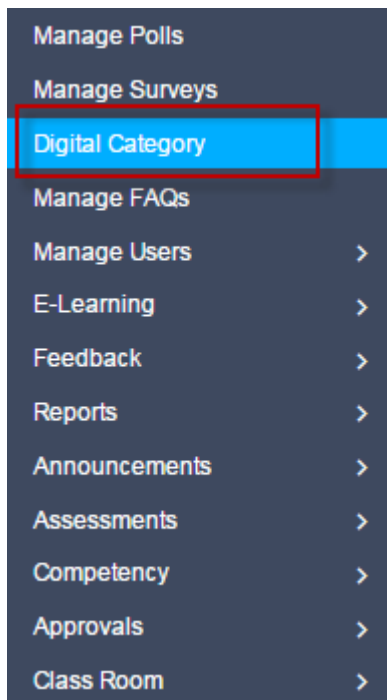 Manage Polls
Manage Surveys
Digital Category
Manage FAQs
Manage Users
E-Learning
Feedback
Reports
Announcements
Assessments
Competency
Approvals
Class Room